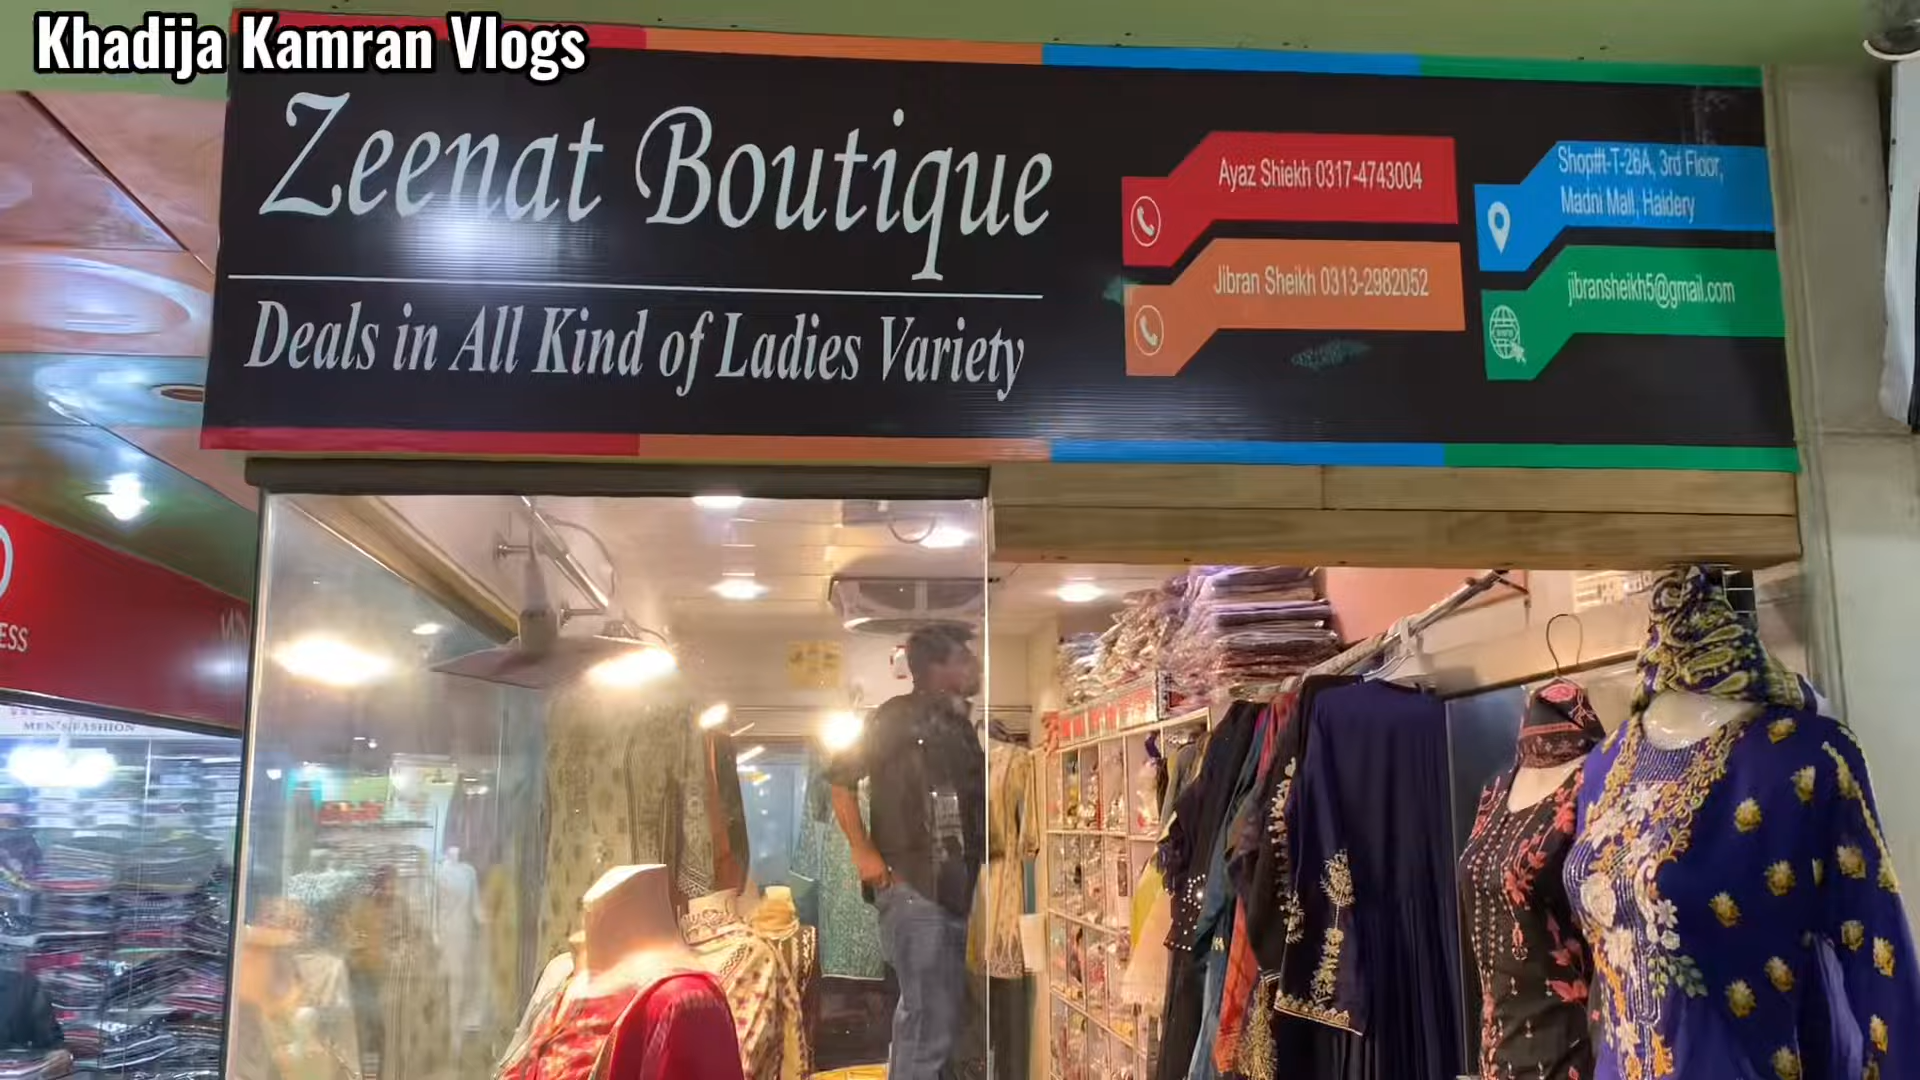 Khadija Kamran Vlogs
Zeenat Boutique
Deals in All Kind of Ladies Variety
Ayaz Shiekh 0317-4743004
Jibran Sheikh 0313-2982052
Shop#-T-26A, 3rd Floor,
Madni Mall, Haidery
jibransheikh5@gmail.com
ESS
MEN'S FASHION